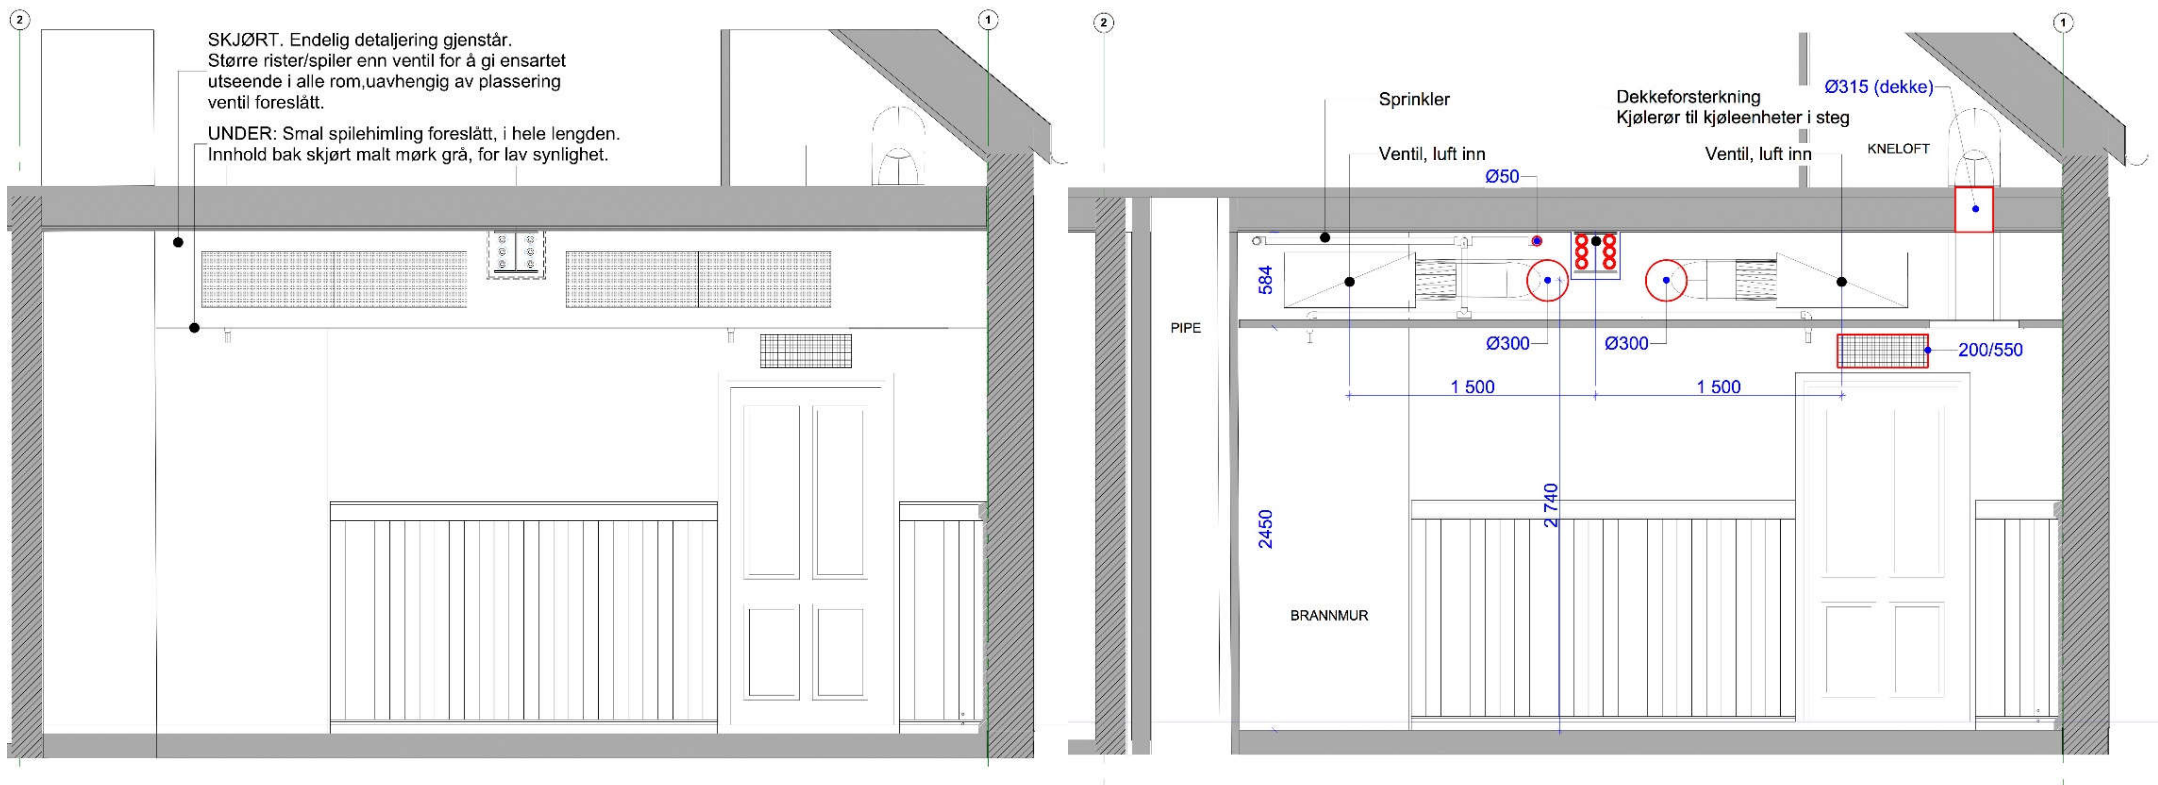 2
1
SKJØRT. Endelig detaljering gjenstår.
Større rister/spiler enn ventil for å gi ensartet
utseende i alle rom,uavhengig av plassering
ventil foreslått.
UNDER: Smal spilehimling foreslått, i hele lengden.
Innhold bak skjørt malt mørk grå, for lav synlighet.
2
1
Sprinkler
Dekkeforsterkning
Kjølerør til kjøleenheter i steg
Ø315 (dekke)
KNELOFT
Ventil, luft inn
Ventil, luft inn
Ø50
584
PIPE
Ø300
Ø300
200/550
1 500
1 500
2 740
2450
BRANNMUR